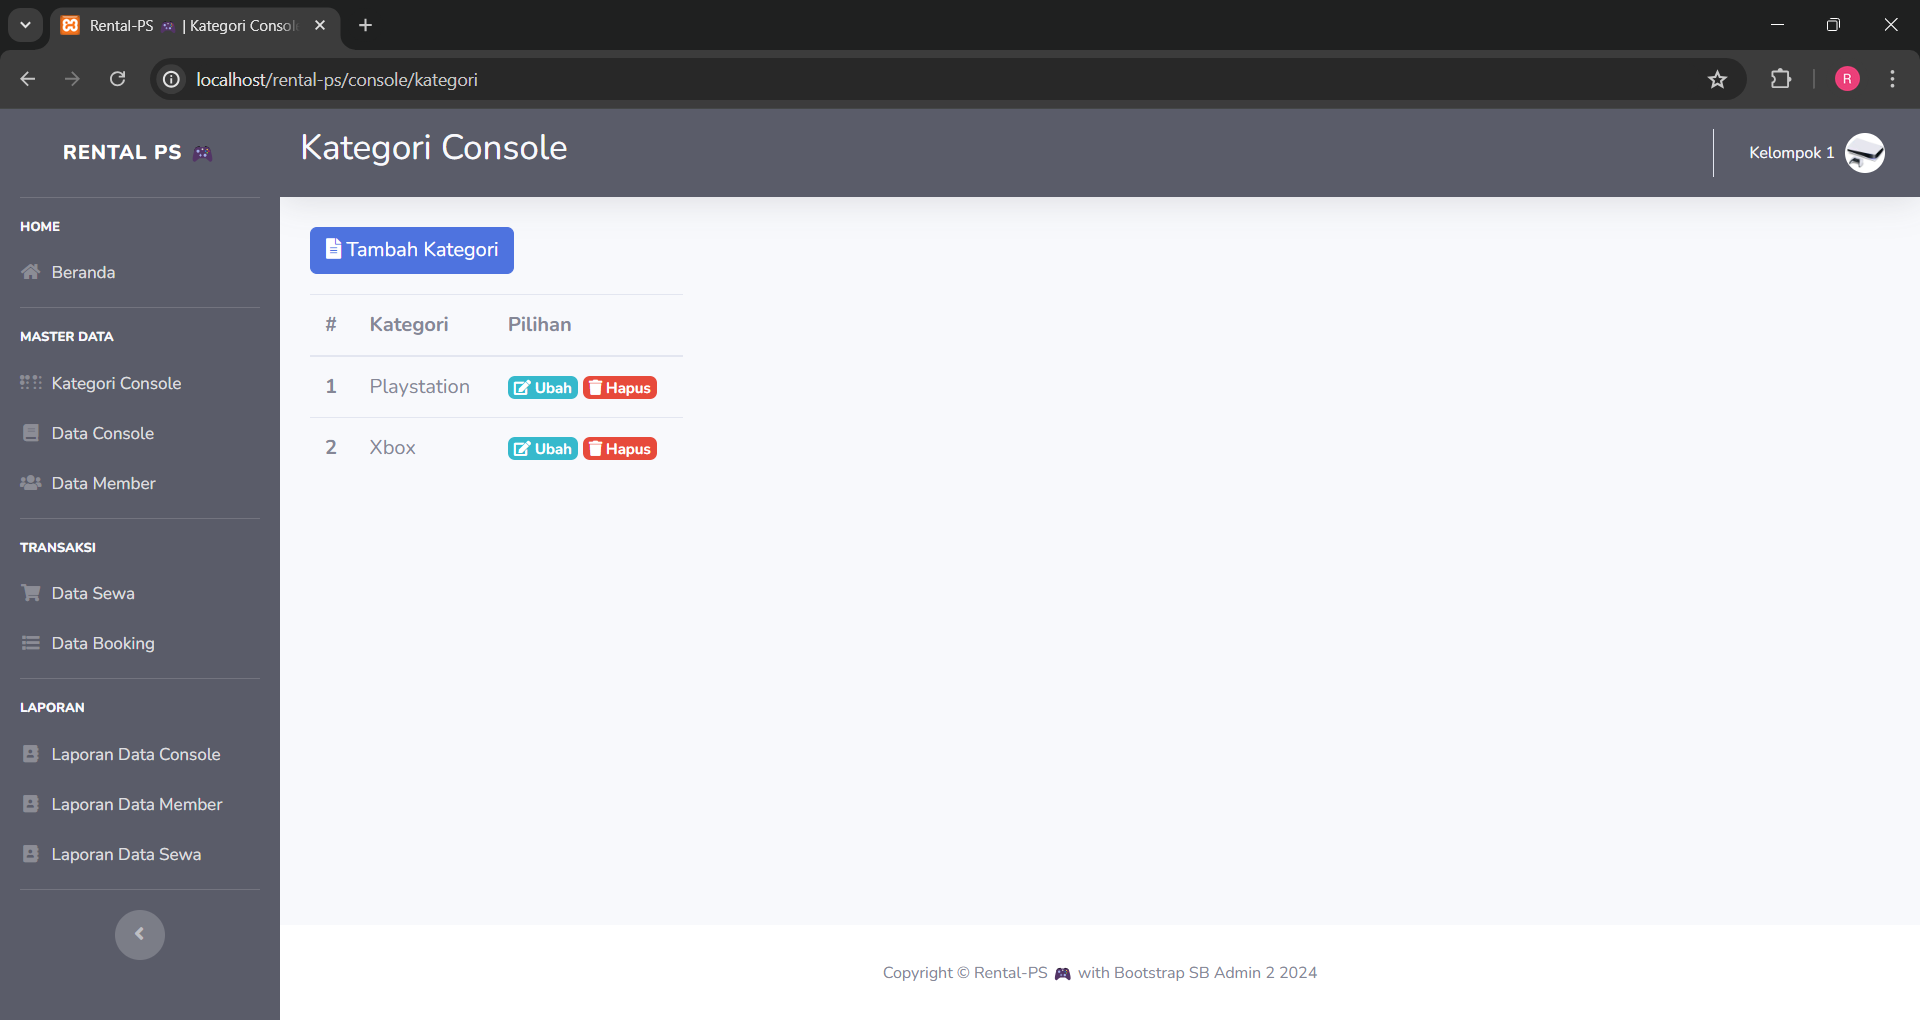 Rental-PS 🎮 | Kategori Consol
localhost/rental-ps/console/kategori
R
RENTAL PS 🎮
Kategori Console
Kelompok 1
HOME
Beranda
MASTER DATA
Kategori Console
Data Console
Data Member
TRANSAKSI
Data Sewa
Data Booking
LAPORAN
Laporan Data Console
Laporan Data Member
Laporan Data Sewa
Tambah Kategori
# Kategori Pilihan
1 Playstation Ubah Hapus
2 Xbox Ubah Hapus
Copyright © Rental-PS 🎮 with Bootstrap SB Admin 2 2024